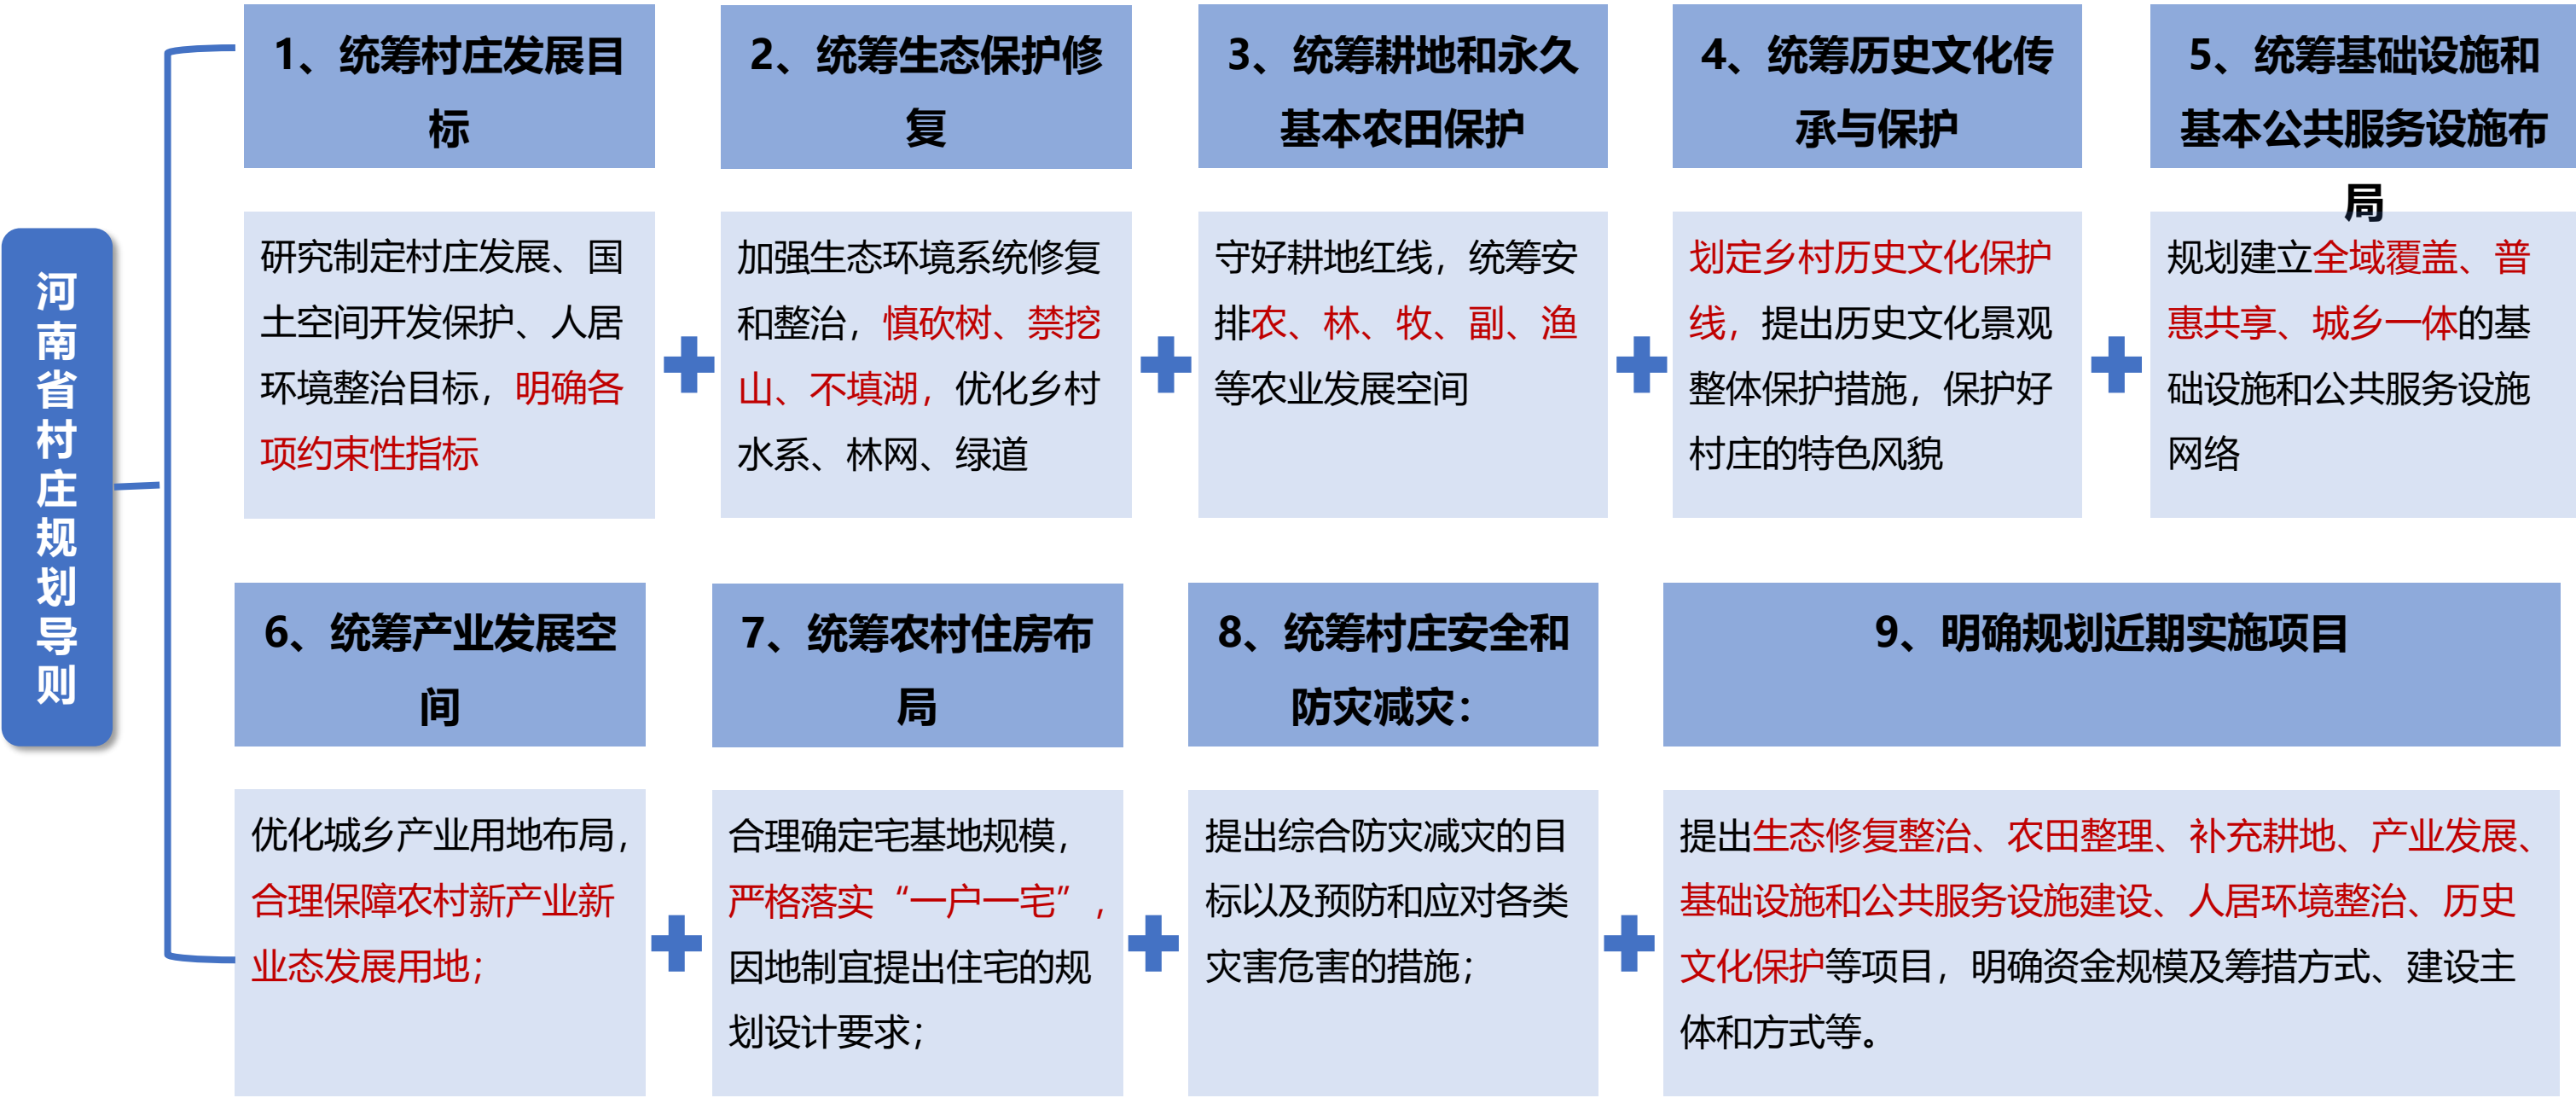 河南省村庄规划导则
1、统筹村庄发展目
标
研究制定村庄发展、国
土空间开发保护、人居
环境整治目标，明确各
项约束性指标
2、统筹生态保护修
复
加强生态环境系统修复
和整治，慎砍树、禁挖
山、不填湖，优化乡村
水系、林网、绿道
3、统筹耕地和永久
基本农田保护
守好耕地红线，统筹安
排农、林、牧、副、渔
等农业发展空间
4、统筹历史文化传
承与保护
划定乡村历史文化保护
线，提出历史文化景观
整体保护措施，保护好
村庄的特色风貌
5、统筹基础设施和
基本公共服务设施布
局
规划建立全域覆盖、普
惠共享、城乡一体的基
础设施和公共服务设施
网络
6、统筹产业发展空
间
优化城乡产业用地布局，
合理保障农村新产业新
业态发展用地；
7、统筹农村住房布
局
合理确定宅基地规模，
严格落实“一户一宅”，
因地制宜提出住宅的规
划设计要求；
8、统筹村庄安全和
防灾减灾：
提出综合防灾减灾的目
标以及预防和应对各类
灾害危害的措施；
9、明确规划近期实施项目
提出生态修复整治、农田整理、补充耕地、产业发展、
基础设施和公共服务设施建设、人居环境整治、历史
文化保护等项目，明确资金规模及筹措方式、建设主
体和方式等。